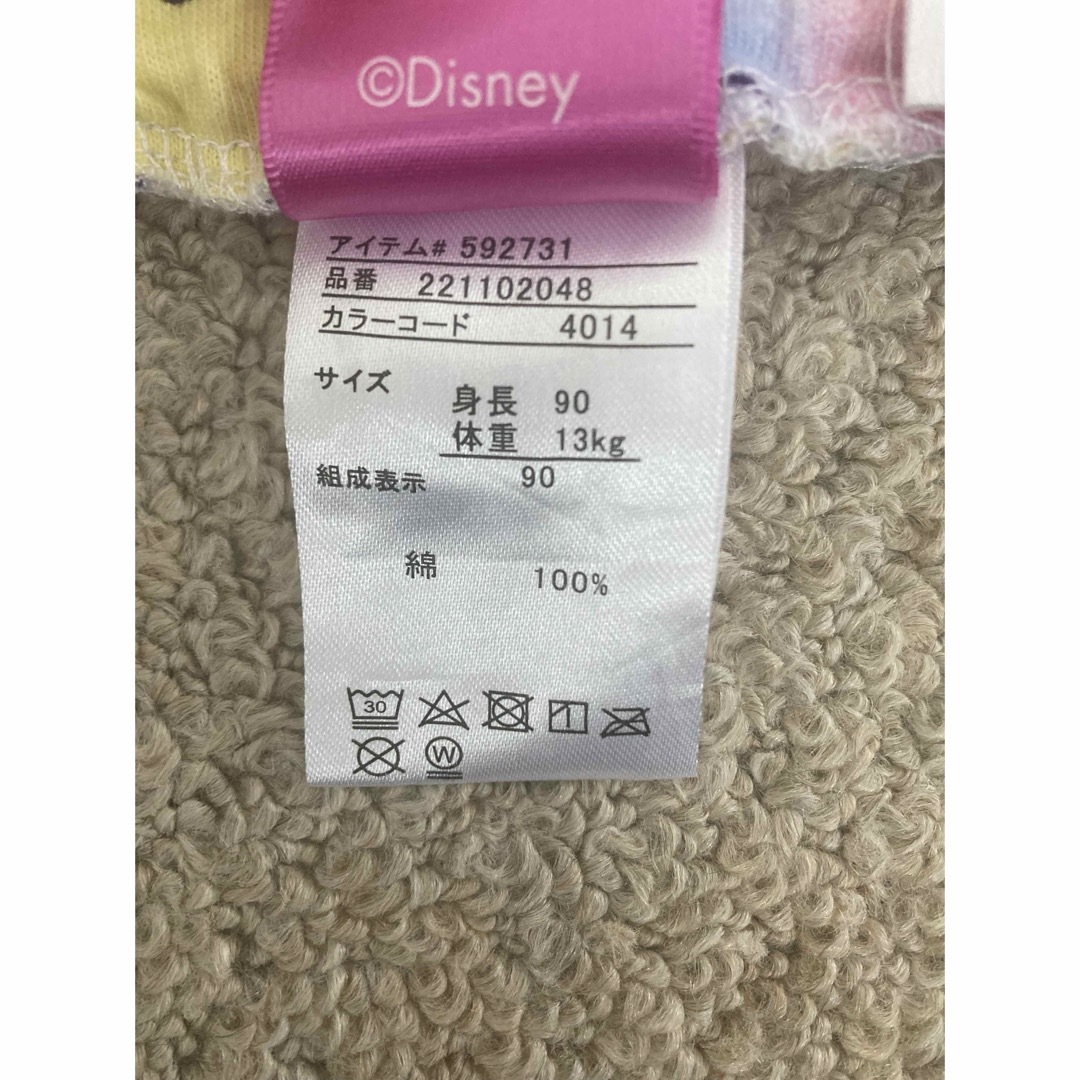 ©Disney
アイテム# 592731
品番 221102048
カラーコード 4014
サイズ
身長 90
体重 13kg
組成表示 90
綿 100%
30
W